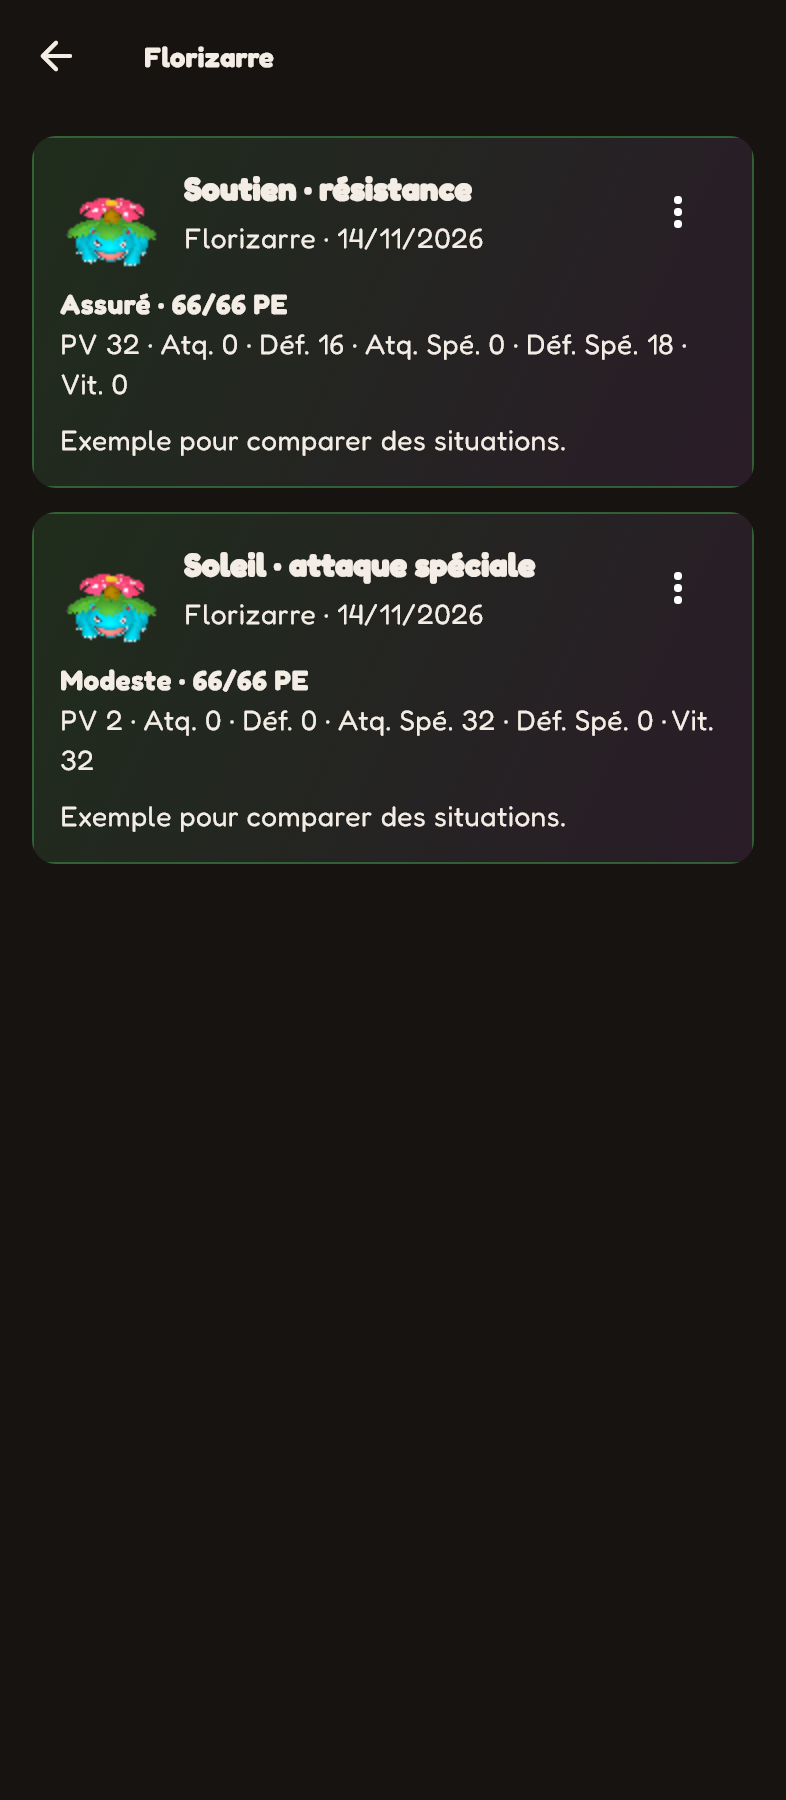 Florizarre
Soutien · résistance
Florizarre · 14/11/2026
Assuré · 66/66 PE
PV 32 · Atq. 0 · Déf. 16 · Atq. Spé. 0 · Déf. Spé. 18 ·
Vit. 0
Exemple pour comparer des situations.
Soleil · attaque spéciale
Florizarre · 14/11/2026
Modeste · 66/66 PE
PV 2 · Atq. 0 · Déf. 0 · Atq. Spé. 32 · Déf. Spé. 0 · Vit.
32
Exemple pour comparer des situations.